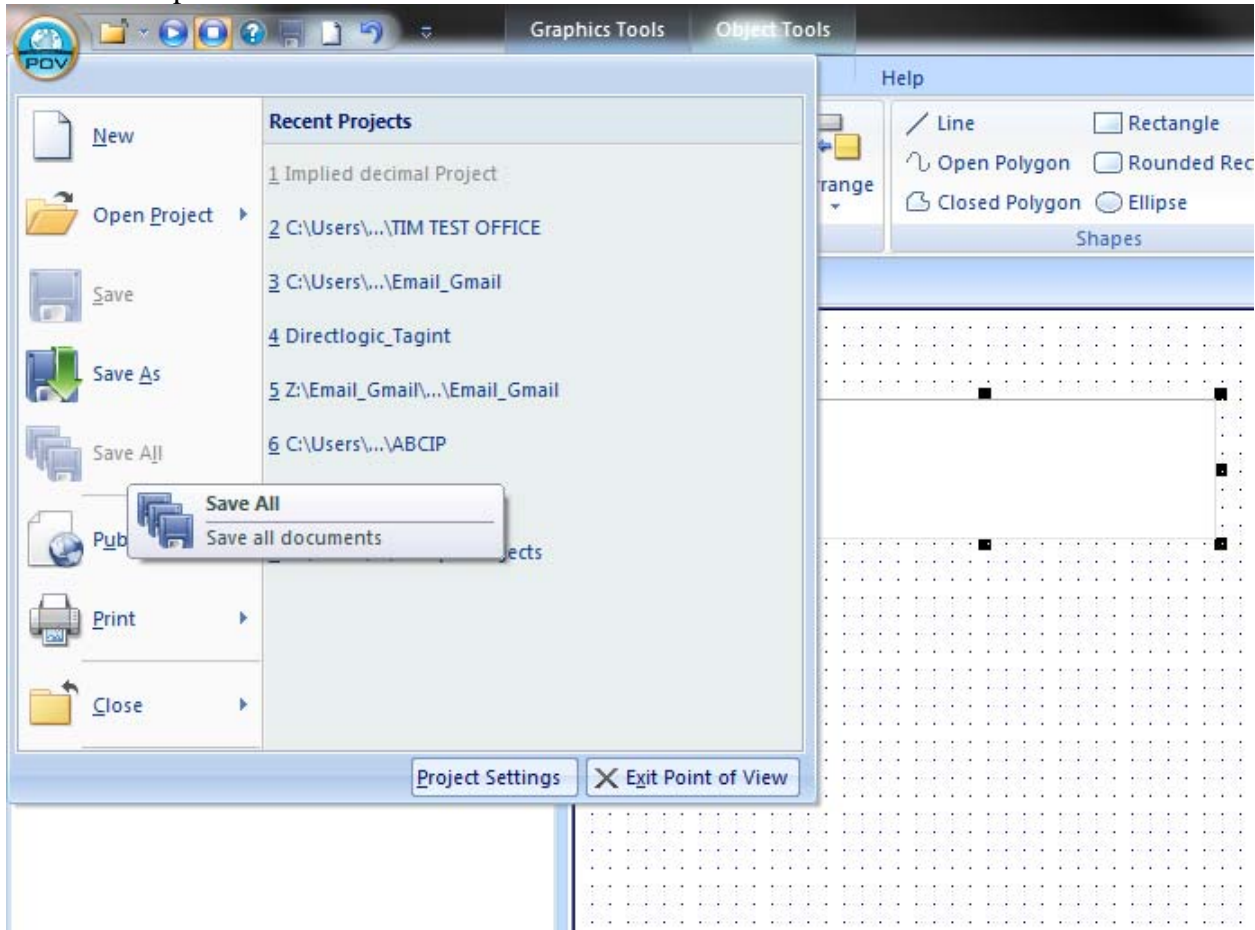 Graphics Tools Object Tools
POV
Help
New
Open Project
Save
Save As
Save All
Print
Close
Recent Projects
1 Implied decimal Project
2 C:\Users\...\TIM TEST OFFICE
3 C:\Users\...\Email_Gmail
4 Directlogic_Tagint
5 Z:\Email_Gmail\...\Email_Gmail
6 C:\Users\...\ABCIP
Save All
Save all documents
Project Settings
Exit Point of View
Line
Rectangle
Open Polygon
Rounded Rec
Closed Polygon
Ellipse
Shapes